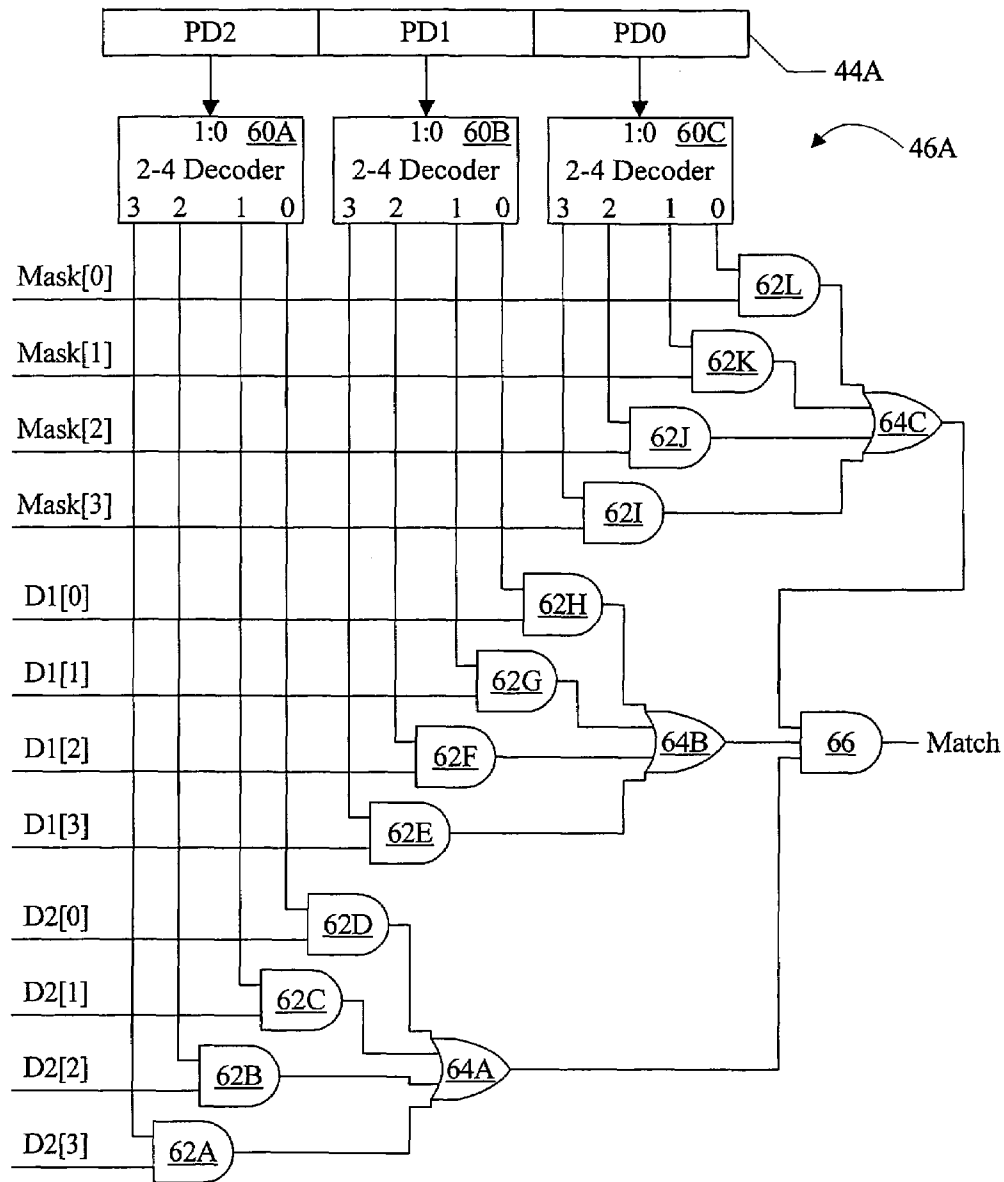 PD2 PD1 PD0
44A
1:0 60A 1:0 60B 1:0 60C
46A
2-4 Decoder 2-4 Decoder 2-4 Decoder
3 2 1 0 3 2 1 0 3 2 1 0
Mask[0]
62L
Mask[1]
62K
Mask[2]
62J
64C
Mask[3]
62I
D1[0]
62H
D1[1]
62G
D1[2]
62F
64B
66
Match
D1[3]
62E
D2[0]
62D
D2[1]
62C
D2[2]
62B
64A
D2[3]
62A